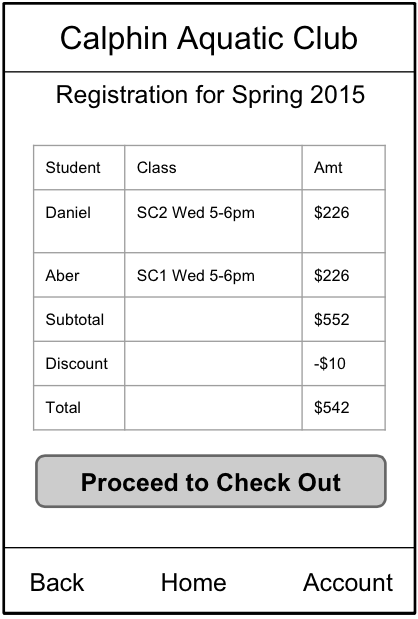 Calphin Aquatic Club
Registration for Spring 2015
Student Class Amt
Daniel SC2 Wed 5-6pm $226
Aber SC1 Wed 5-6pm $226
Subtotal $552
Discount -$10
Total $542
Proceed to Check Out
Back Home Account